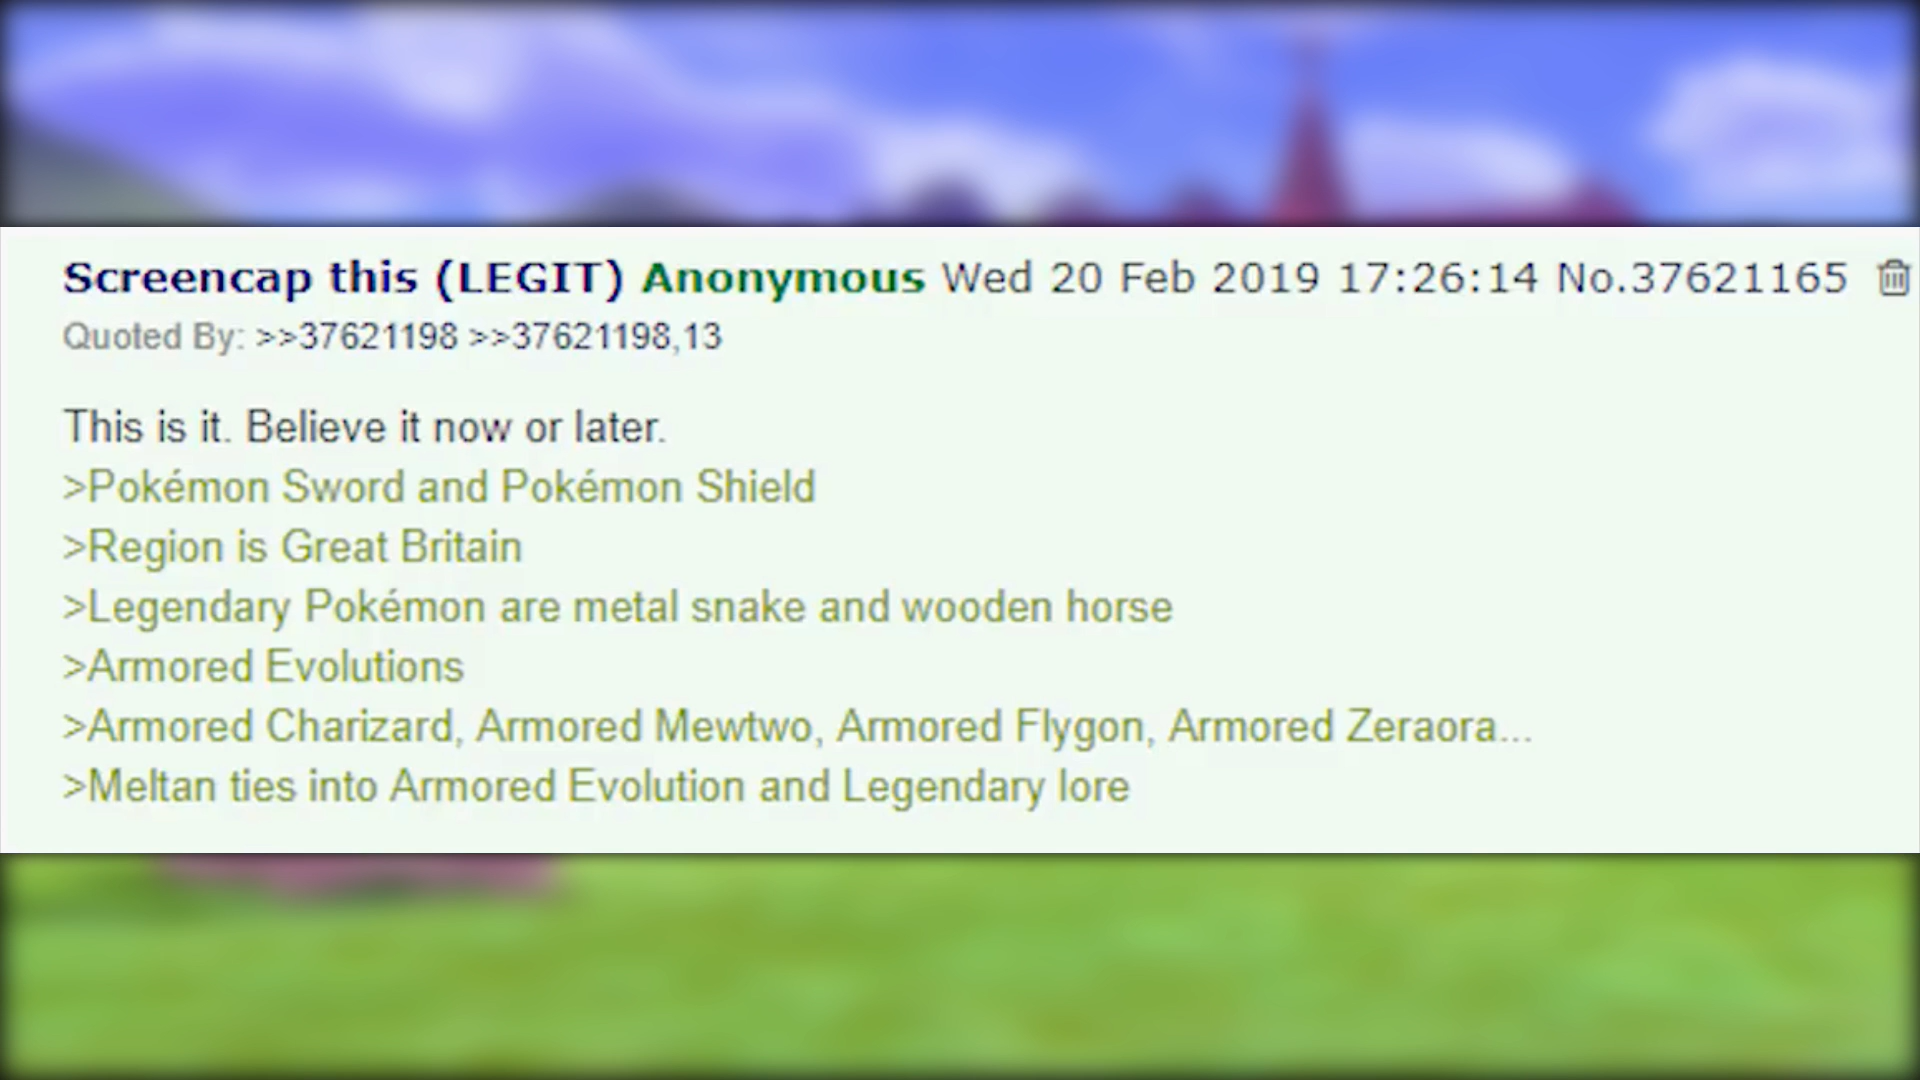 Screencap this (LEGIT) Anonymous Wed 20 Feb 2019 17:26:14 No.37621165
Quoted By: >>37621198 >>37621198,13
This is it. Believe it now or later.
>Pokémon Sword and Pokémon Shield
>Region is Great Britain
>Legendary Pokémon are metal snake and wooden horse
>Armored Evolutions
>Armored Charizard, Armored Mewtwo, Armored Flygon, Armored Zeraora...
>Meltan ties into Armored Evolution and Legendary lore